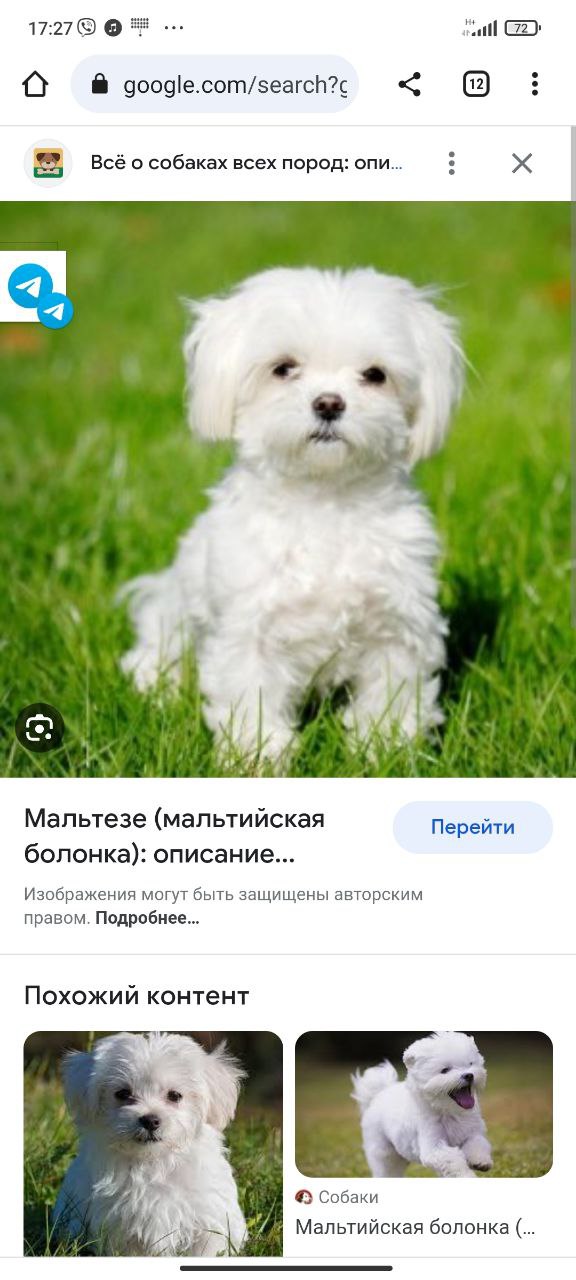 17:27
H+
72
google.com/search?g
12
Всё о собаках всех пород: опи...
Мальтезе (мальтийская
болонка): описание...
Перейти
Изображения могут быть защищены авторским
правом. Подробнее...
Похожий контент
Собаки
Мальтийская болонка (...